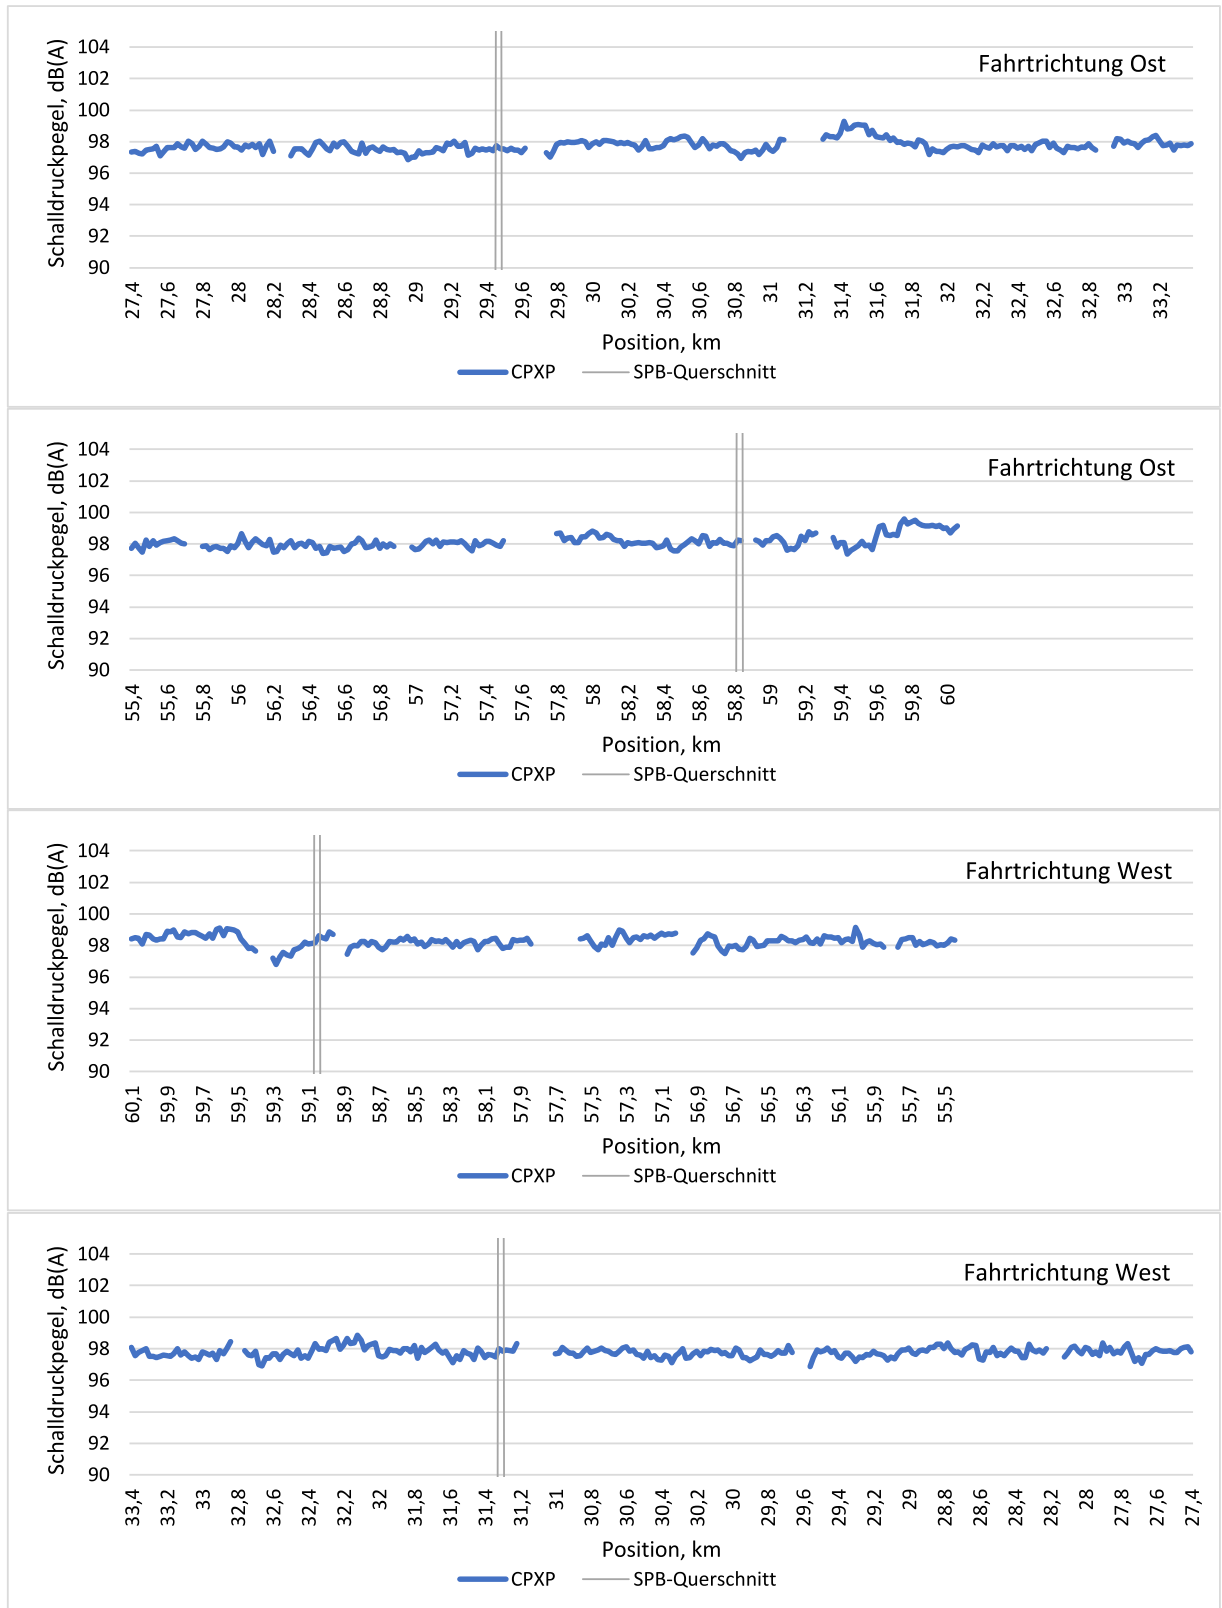 Fahrtrichtung Ost
Schalldruckpegel, dB(A)
104
102
100
98
96
94
92
90
27,4 27,6 27,8 28 28,2 28,4 28,6 28,8 29 29,2 29,4 29,6 29,8 30 30,2 30,4 30,6 30,8 31 31,2 31,4 31,6 31,8 32 32,2 32,4 32,6 32,8 33 33,2
Position, km
CPXP SPB-Querschnitt
Fahrtrichtung Ost
Schalldruckpegel, dB(A)
104
102
100
98
96
94
92
90
55,4 55,6 55,8 56 56,2 56,4 56,6 56,8 57 57,2 57,4 57,6 57,8 58 58,2 58,4 58,6 58,8 59 59,2 59,4 59,6 59,8 60
Position, km
CPXP SPB-Querschnitt
Fahrtrichtung West
Schalldruckpegel, dB(A)
104
102
100
98
96
94
92
90
60,1 59,9 59,7 59,5 59,3 59,1 58,9 58,7 58,5 58,3 58,1 57,9 57,7 57,5 57,3 57,1 56,9 56,7 56,5 56,3 56,1 55,9 55,7 55,5
Position, km
CPXP SPB-Querschnitt
Fahrtrichtung West
Schalldruckpegel, dB(A)
104
102
100
98
96
94
92
90
33,4 33,2 33 32,8 32,6 32,4 32,2 32 31,8 31,6 31,4 31,2 31 30,8 30,6 30,4 30,2 30 29,8 29,6 29,4 29,2 29 28,8 28,6 28,4 28,2 28 27,8 27,6 27,4
Position, km
CPXP SPB-Querschnitt